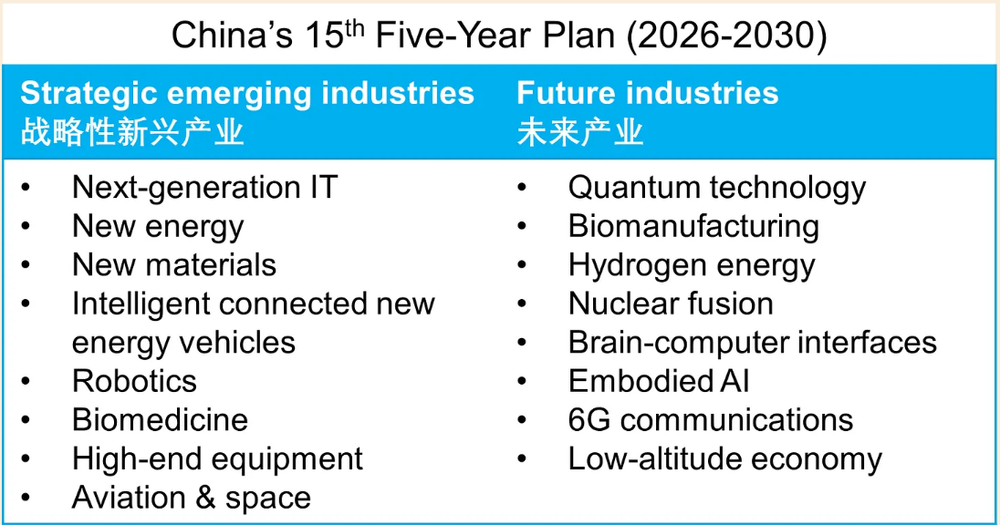 China's 15th Five-Year Plan (2026-2030)
Strategic emerging industries
战略性新兴产业
• Next-generation IT
• New energy
• New materials
• Intelligent connected new
energy vehicles
• Robotics
• Biomedicine
• High-end equipment
• Aviation & space
Future industries
未来产业
• Quantum technology
• Biomanufacturing
• Hydrogen energy
• Nuclear fusion
• Brain-computer interfaces
• Embodied AI
• 6G communications
• Low-altitude economy